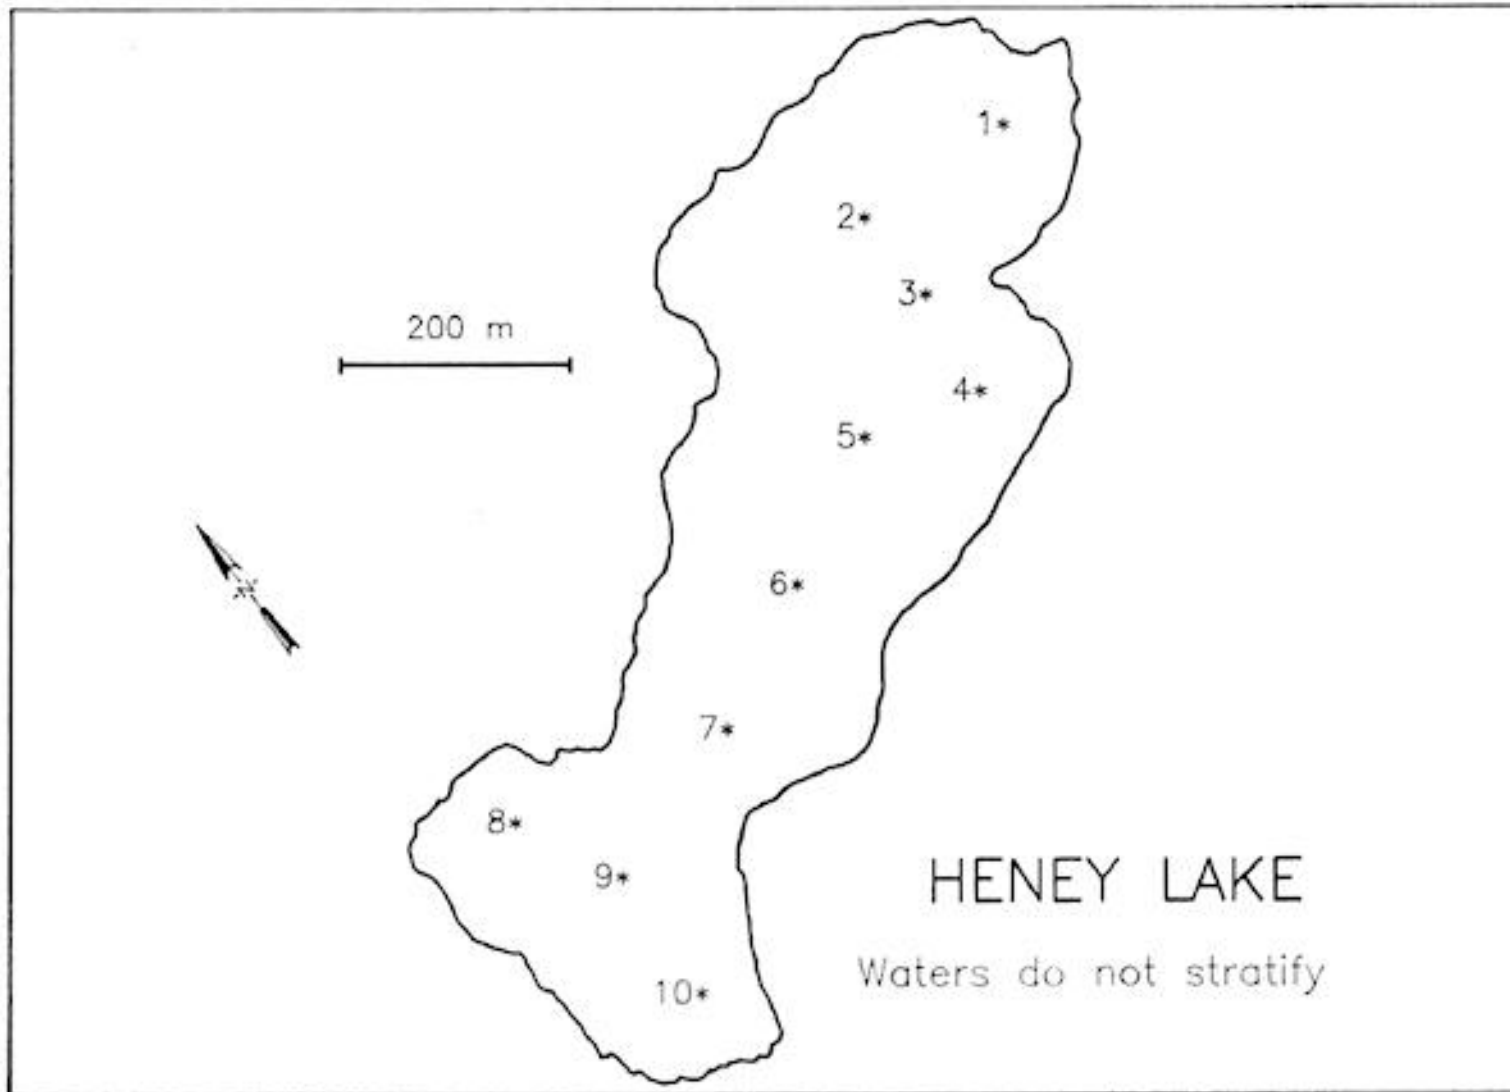 1*
2*
3*
200 m
4*
5*
N
6*
7*
8*
9*
HENEY LAKE
Waters do not stratify
10*